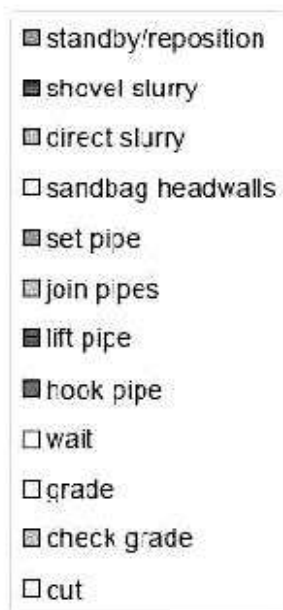 standby/reposition
shovel slurry
direct slurry
sandbag headwalls
set pipe
join pipes
lift pipe
hook pipe
wait
grade
check grade
cut